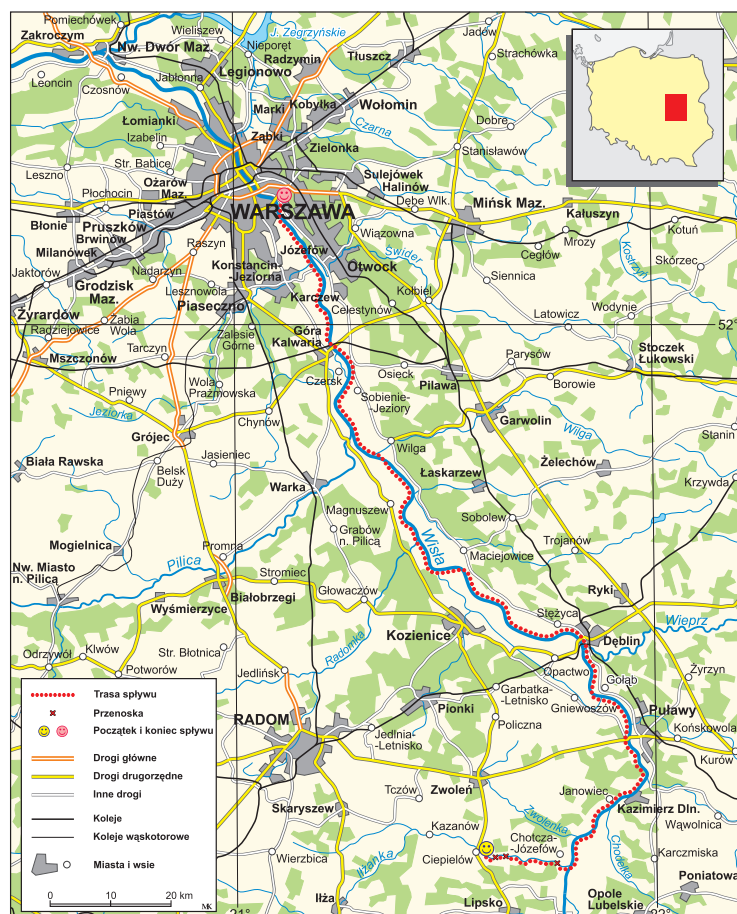 Pomiechówek
Zakroczym
Wieliszew
J. Zegrzyńskie
Jadów
Nw. Dwór Maz.
Nieporęt
Tłuszcz
Strachówka
Radzymin
Legionowo
Leoncin
Jabłonna
Czosnów
Marki
Kobyłka
Wołomin
Łomianki
Dobre
Czarna
Ząbki
Izabelin
Zielonka
Stanisławów
Str. Babice
Leszno
Sulejówek
Ożarów
Maz.
Halinów
Płochocin
Dębe Wlk.
Mińsk Maz.
WARSZAWA
Kałuszyn
Piastów
Błonie
Pruszków
Wiązowna
Kotuń
Brwinów
Raszyn
Józefów
Mrozy
Milanówek
Świder
Cegłów
Kostrzyń
Skórzec
Konstancin-
-Jeziorna
Otwock
Jaktorów
Nadarzyn
Siennica
Grodzisk
Maz.
Lesznowola
Karczew
Kołbiel
Piaseczno
Celestynów
Wodynie
Żyrardów
Żabia
Wola
Latowicz
52°
Radziejowice
Zalesie
Górne
Góra
Kalwaria
Stoczek
Łukowski
Tarczyn
Mszczonów
Parysów
Osieck
Pilawa
Czersk
Wola
Prażmowska
Borowie
Pniewy
Sobienie-
-Jeziory
Jeziorka
Chynów
Garwolin
Wilga
Stanin
Grójec
Wilga
Jasieniec
Biała Rawska
Belsk
Duży
Łaskarzew
Żelechów
Krzywda
Warka
Magnuszew
Sobolew
Grabów
n. Pilicą
Wisła
Mogielnica
Trojanów
Promna
Maciejowice
Pilica
Nw. Miasto
n. Pilica
Stromiec
Ryki
Białobrzegi
Głowaczów
Wyśmierzyce
Stężyca
Wieprz
Kozienice
Dęblin
Klwów
Str. Błotnica
Odrzywół
Radomka
Potworów
Jedlińsk
Opactwo
Żyrzyn
Gołąb
Garbatka-
-Letnisko
Gniewoszów
Pionki
Puławy
RADOM
Policzna
Jedlnia-
-Letnisko
Końskowola
Kurów
Zwoleń
Tczów
Janowiec
Skaryszew
Kazimierz Dln.
Zwolenka
Wąwolnica
Kazanów
Chotcza-
-Józefów
Chodelka
Wierzbica
Iłżanka
Ciepielów
Karczmiska
Poniatowa
Iłża
Lipsko
Opole
Lubelskie
21°
22°
Trasa spływu
Przenoska
Początek i koniec spływu
Drogi główne
Drogi drugorzędne
Inne drogi
Koleje
Koleje wąskotorowe
Miasta i wsie
0 10 20 km
MK